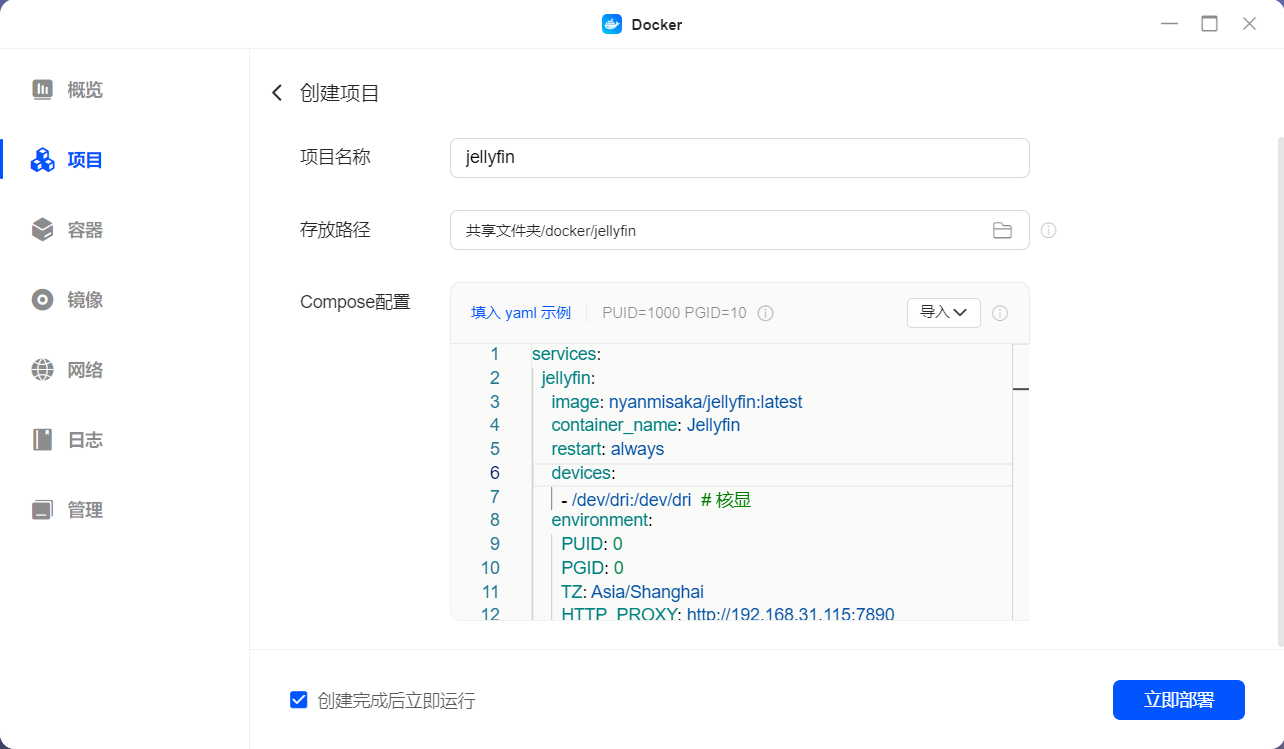 Docker
概览
项目
容器
镜像
网络
日志
管理
创建项目
项目名称
jellyfin
存放路径
共享文件夹/docker/jellyfin
Compose配置
填入 yaml 示例
PUID=1000 PGID=10
导入
1 services:
2 jellyfin:
3 image: nyanmisaka/jellyfin:latest
4 container_name: Jellyfin
5 restart: always
6 devices:
7 - /dev/dri:/dev/dri # 核显
8 environment:
9 PUID: 0
10 PGID: 0
11 TZ: Asia/Shanghai
12 HTTP_PROXY: http://192.168.31.115:7890
创建完成后立即运行
立即部署